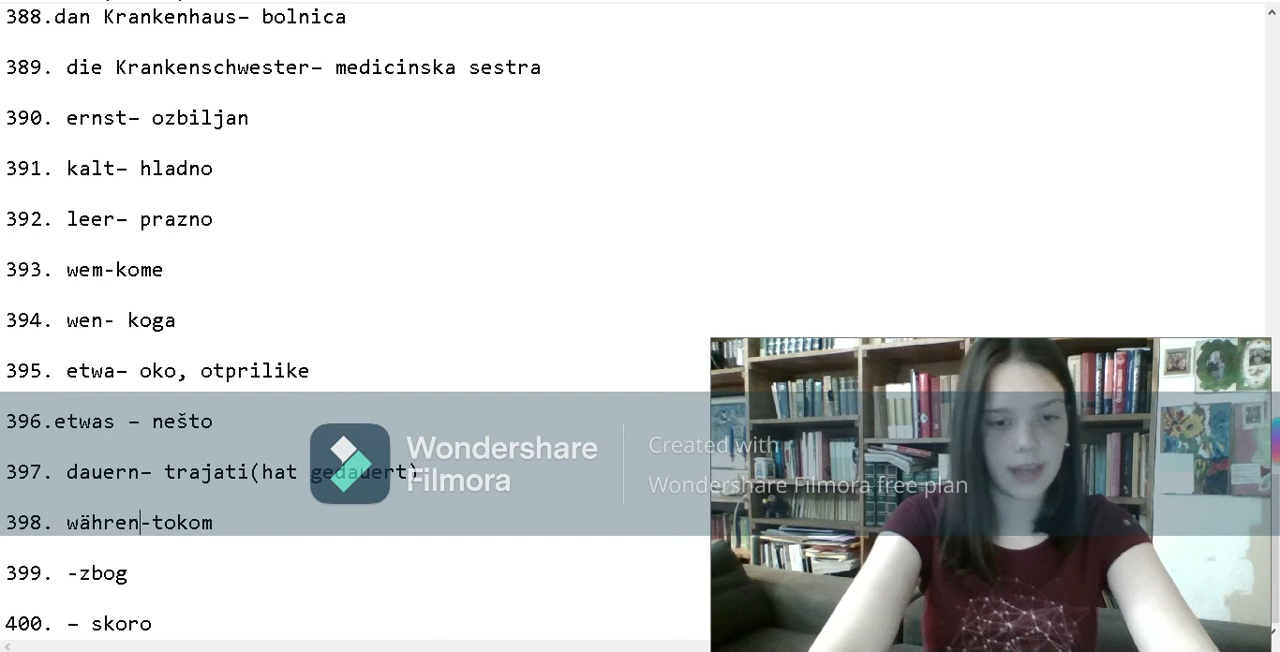 388.dan Krankenhaus– bolnica
389. die Krankenschwester– medicinska sestra
390. ernst– ozbiljan
391. kalt– hladno
392. leer– prazno
393. wem-kome
394. wen- koga
395. etwa– oko, otprilike
396.etwas – nešto
397. dauern– trajati(hat gedauert)
398. währen-tokom
399. -zbog
400. – skoro
Wondershare
Filmora
Created with
Wondershare Filmora free plan